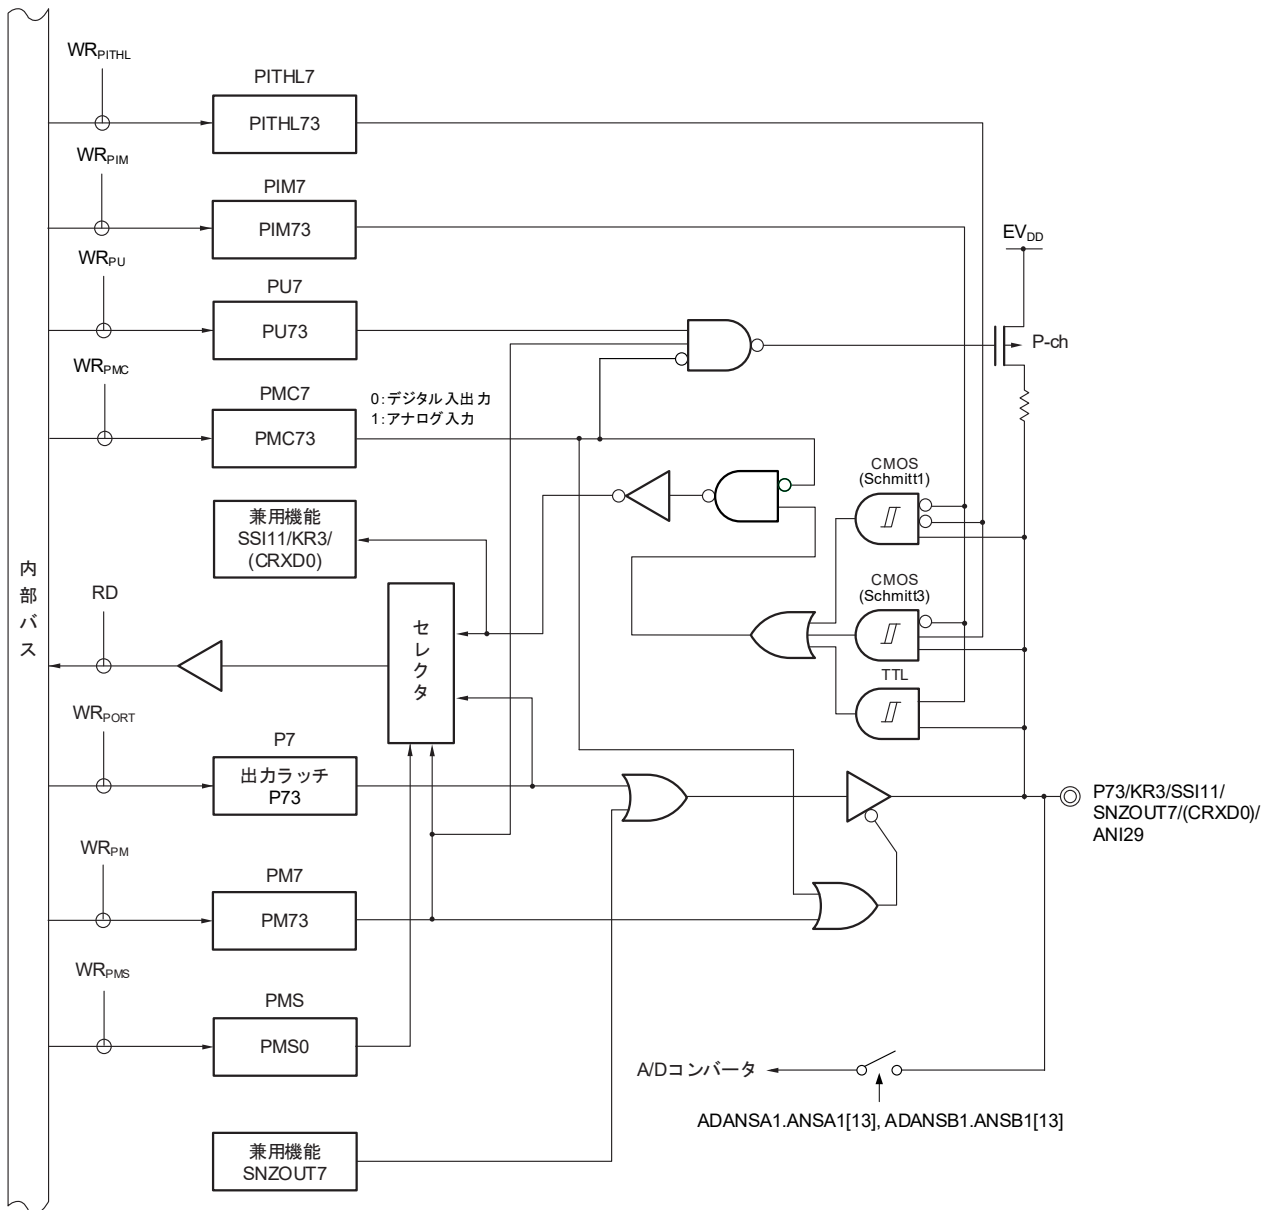 WRPITHL
PITHL7
PITHL73
WRPIM
PIM7
PIM73
EVDD
WRPU
PU7
PU73
P-ch
WRPMC
PMC7
PMC73
0:デジタル入出力
1:アナログ入力
CMOS
(Schmitt1)
兼用機能
SSI11/KR3/
(CRXD0)
内部バス
RD
セレクタ
CMOS
(Schmitt3)
TTL
WRPORT
P7
出力ラッチ
P73
P73/KR3/SSI11/
SNZOUT7/(CRXD0)/
ANI29
WRPM
PM7
PM73
WRPMS
PMS
PMS0
A/Dコンバータ
ADANSA1.ANSA1[13], ADANSB1.ANSB1[13]
兼用機能
SNZOUT7